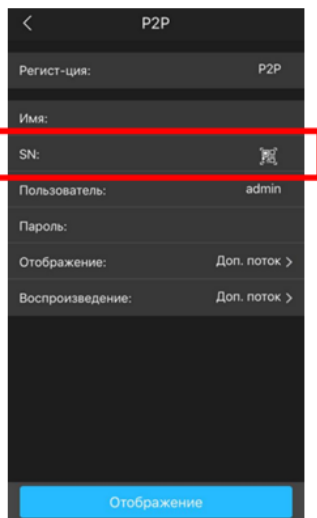 P2P
Регист-ция: P2P
Имя:
SN:
Пользователь: admin
Пароль:
Отображение: Доп. поток
Воспроизведение: Доп. поток
Отображение